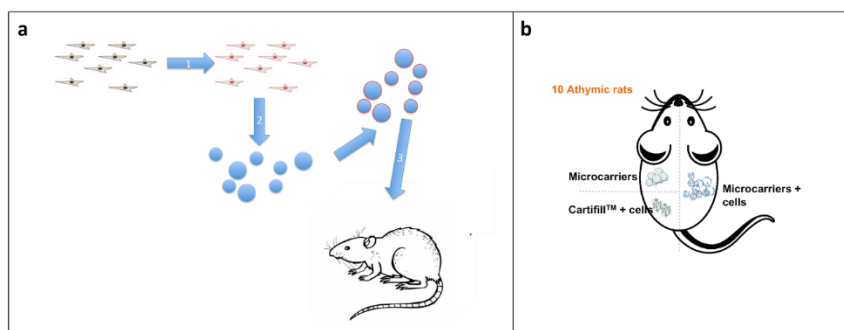 a
1
2
3
b
10 Athymic rats
Microcarriers
Microcarriers +
cells
Cartifill™ + cells